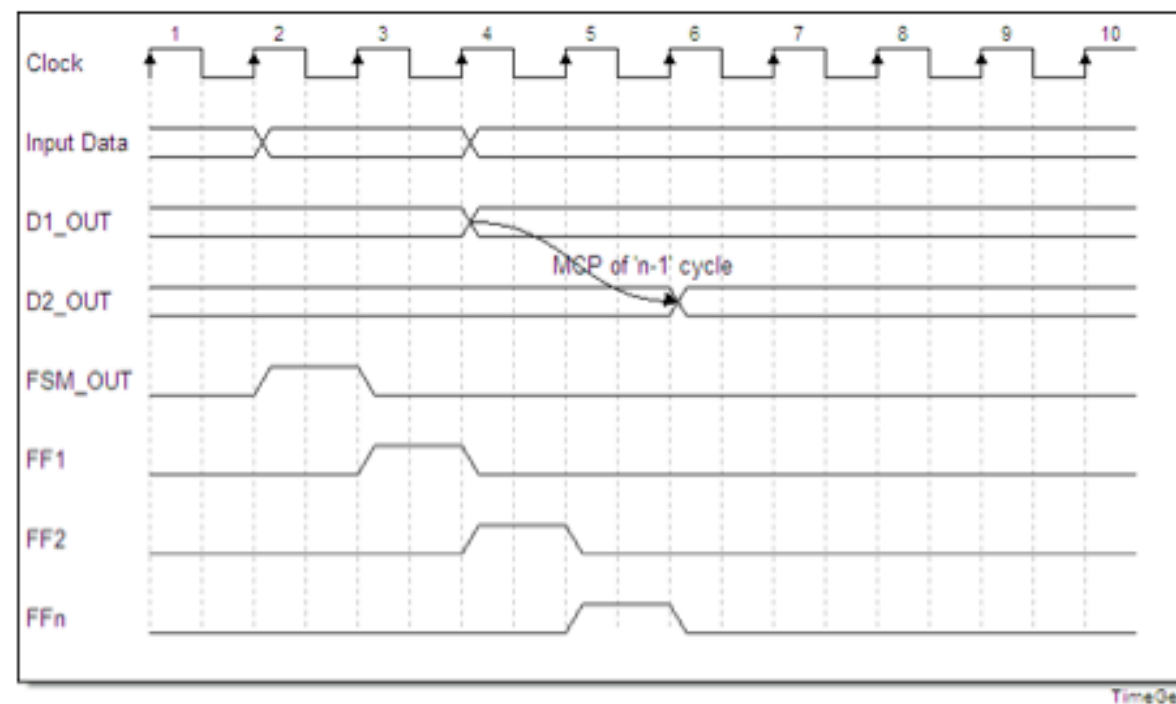 1 2 3 4 5 6 7 8 9 10
Clock
Input Data
D1_OUT
MCP of 'n-1' cycle
D2_OUT
FSM_OUT
FF1
FF2
FFn